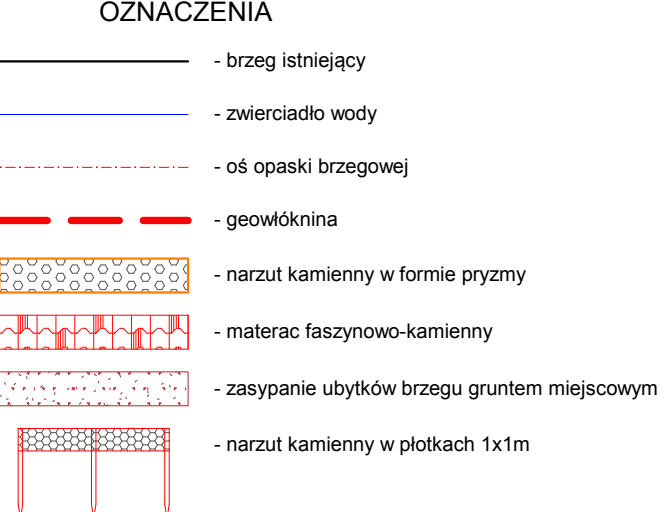 OZNACZENIA
- brzeg istniejący
- zwierciadło wody
- oś opaski brzegowej
- geowłóknina
- narzut kamienny w formie pryzmy
- materac faszynowo-kamienny
- zasypanie ubytków brzegu gruntem miejscowym
- narzut kamienny w płotkach 1x1m